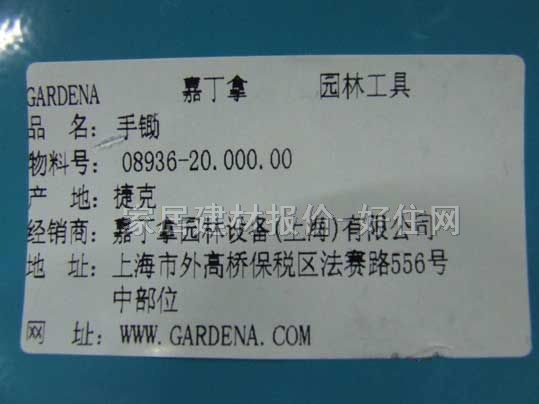 GARDENA 嘉丁拿 园林工具
品 名: 手锄
物料号: 08936-20.000.00
产 地: 捷克
家居建材报价-好住网
经销商: 嘉丁拿园林设备(上海)有限公司
地 址: 上海市外高桥保税区法赛路556号
中部位
网 址: WWW.GARDENA.COM